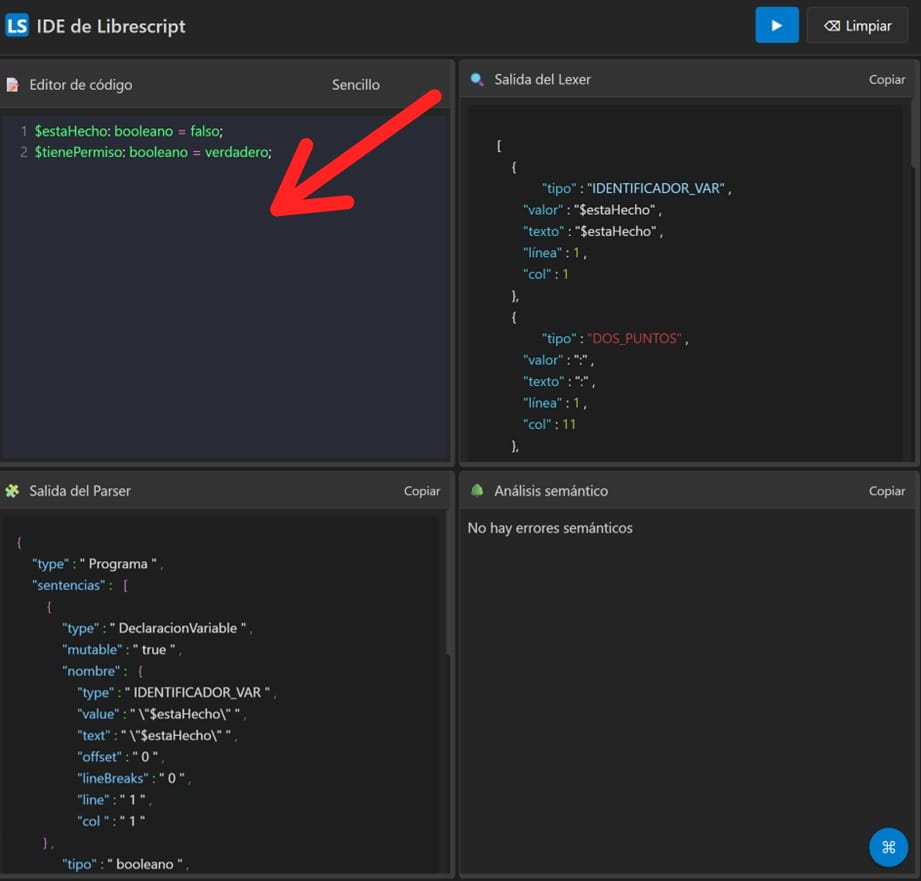 LS IDE de Librescript
Limpiar
Editor de código
Sencillo
1 $estaHecho: booleano = falso;
2 $tienePermiso: booleano = verdadero;
Salida del Lexer
Copiar
[
{
"tipo" : "IDENTIFICADOR_VAR" ,
"valor" : "$estaHecho" ,
"texto" : "$estaHecho" ,
"línea" : 1 ,
"col" : 1
},
{
"tipo" : "DOS_PUNTOS" ,
"valor" : ":" ,
"texto" : ":" ,
"línea" : 1 ,
"col" : 11
},
Salida del Parser
Copiar
{
"type" : " Programa " ,
"sentencias" : [
{
"type" : " DeclaracionVariable " ,
"mutable" : " true " ,
"nombre" : {
"type" : " IDENTIFICADOR_VAR " ,
"value" : " \"$estaHecho\" " ,
"text" : " \"$estaHecho\" " ,
"offset" : " 0 " ,
"lineBreaks" : " 0 " ,
"line" : " 1 " ,
"col " : " 1 "
} ,
"tipo" : " booleano " ,
Análisis semántico
Copiar
No hay errores semánticos
⌘